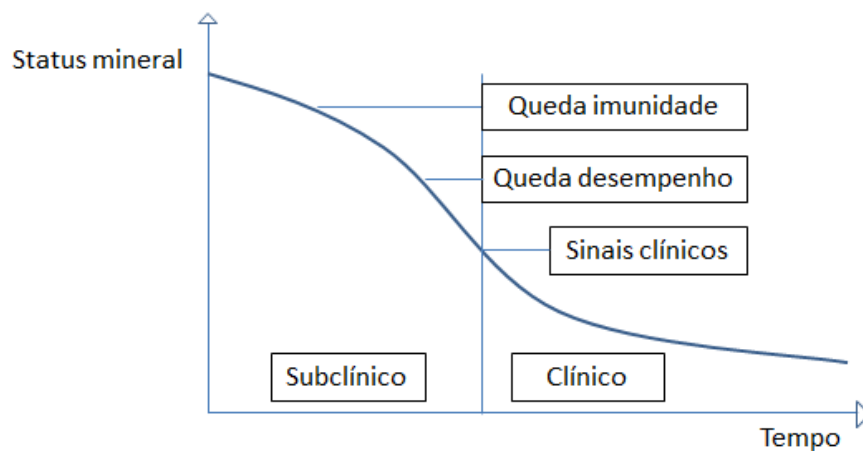 Status mineral
Queda imunidade
Queda desempenho
Sinais clínicos
Subclínico
Clínico
Tempo